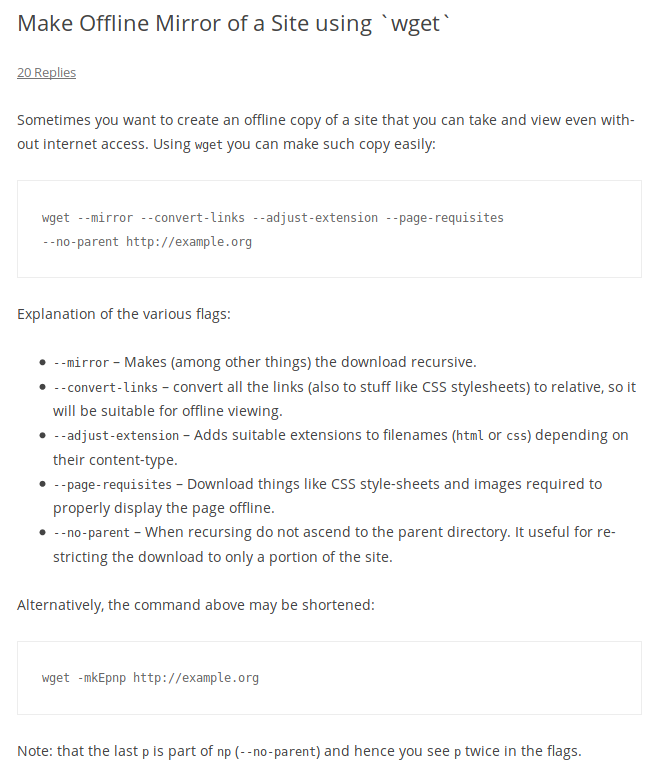 Make Offline Mirror of a Site using `wget`
20 Replies
Sometimes you want to create an offline copy of a site that you can take and view even with-
out internet access. Using wget you can make such copy easily:
wget --mirror --convert-links --adjust-extension --page-requisites
--no-parent http://example.org
Explanation of the various flags:
● --mirror – Makes (among other things) the download recursive.
● --convert-links – convert all the links (also to stuff like CSS stylesheets) to relative, so it
will be suitable for offline viewing.
● --adjust-extension – Adds suitable extensions to filenames (html or css) depending on
their content-type.
● --page-requisites – Download things like CSS style-sheets and images required to
properly display the page offline.
● --no-parent – When recursing do not ascend to the parent directory. It useful for re-
stricting the download to only a portion of the site.
Alternatively, the command above may be shortened:
wget -mkEpnp http://example.org
Note: that the last p is part of np (--no-parent) and hence you see p twice in the flags.